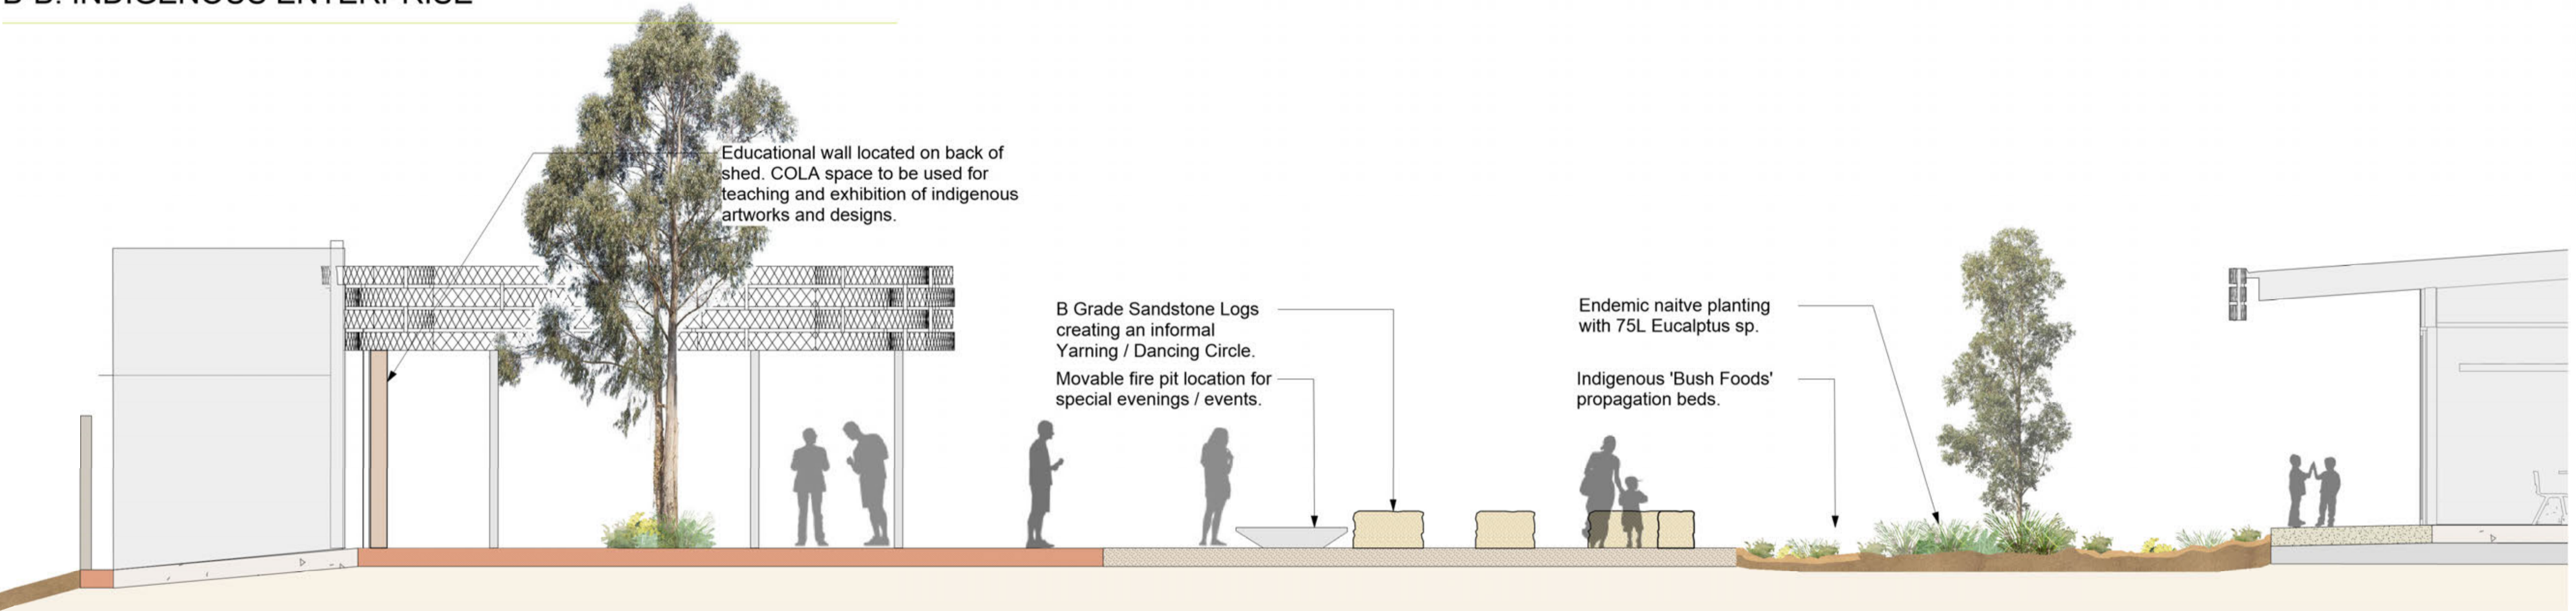 B-B: INDIGENOUS ENTERPRISE
Educational wall located on back of
shed. COLA space to be used for
teaching and exhibition of indigenous
artworks and designs.
B Grade Sandstone Logs
creating an informal
Yarning / Dancing Circle.
Movable fire pit location for
special evenings / events.
Endemic naitve planting
with 75L Eucalptus sp.
Indigenous 'Bush Foods'
propagation beds.